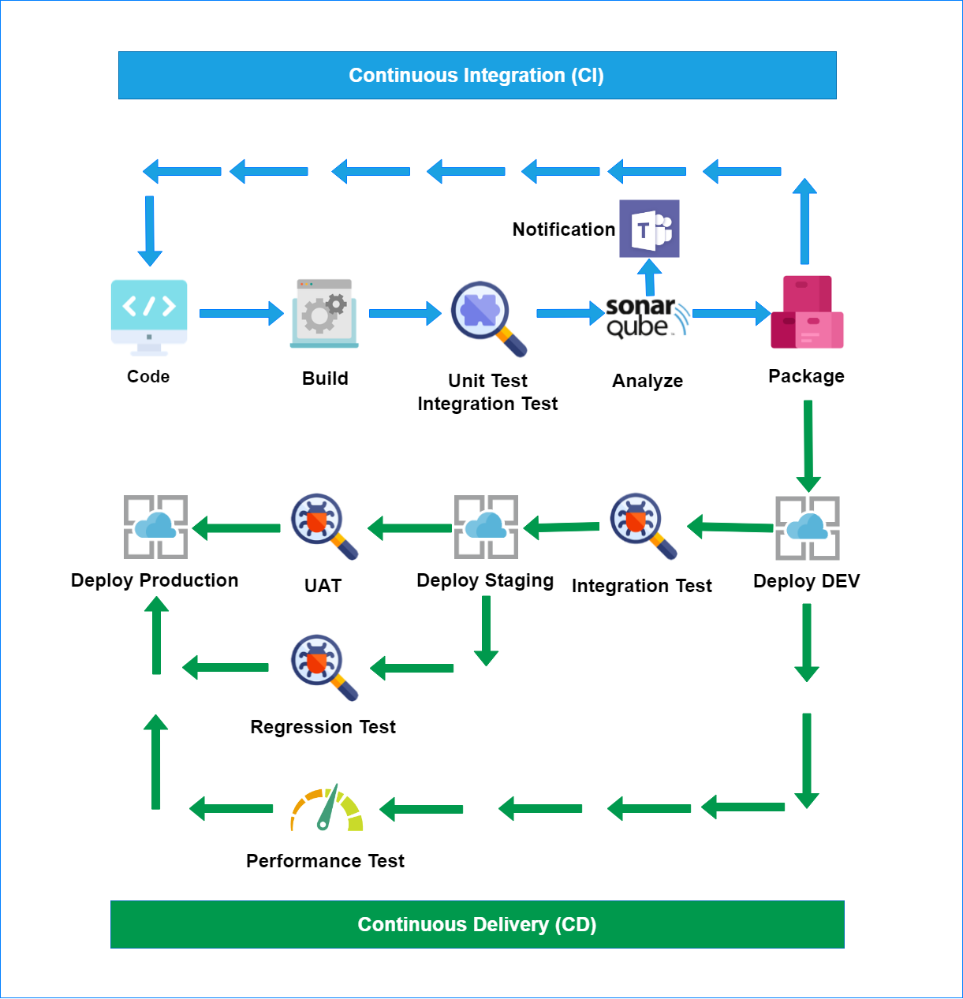 Continuous Integration (CI)
Notification
T
sonar
qube
Code
Build
Unit Test
Integration Test
Analyze
Package
Deploy Production
UAT
Deploy Staging
Integration Test
Deploy DEV
Regression Test
Performance Test
Continuous Delivery (CD)